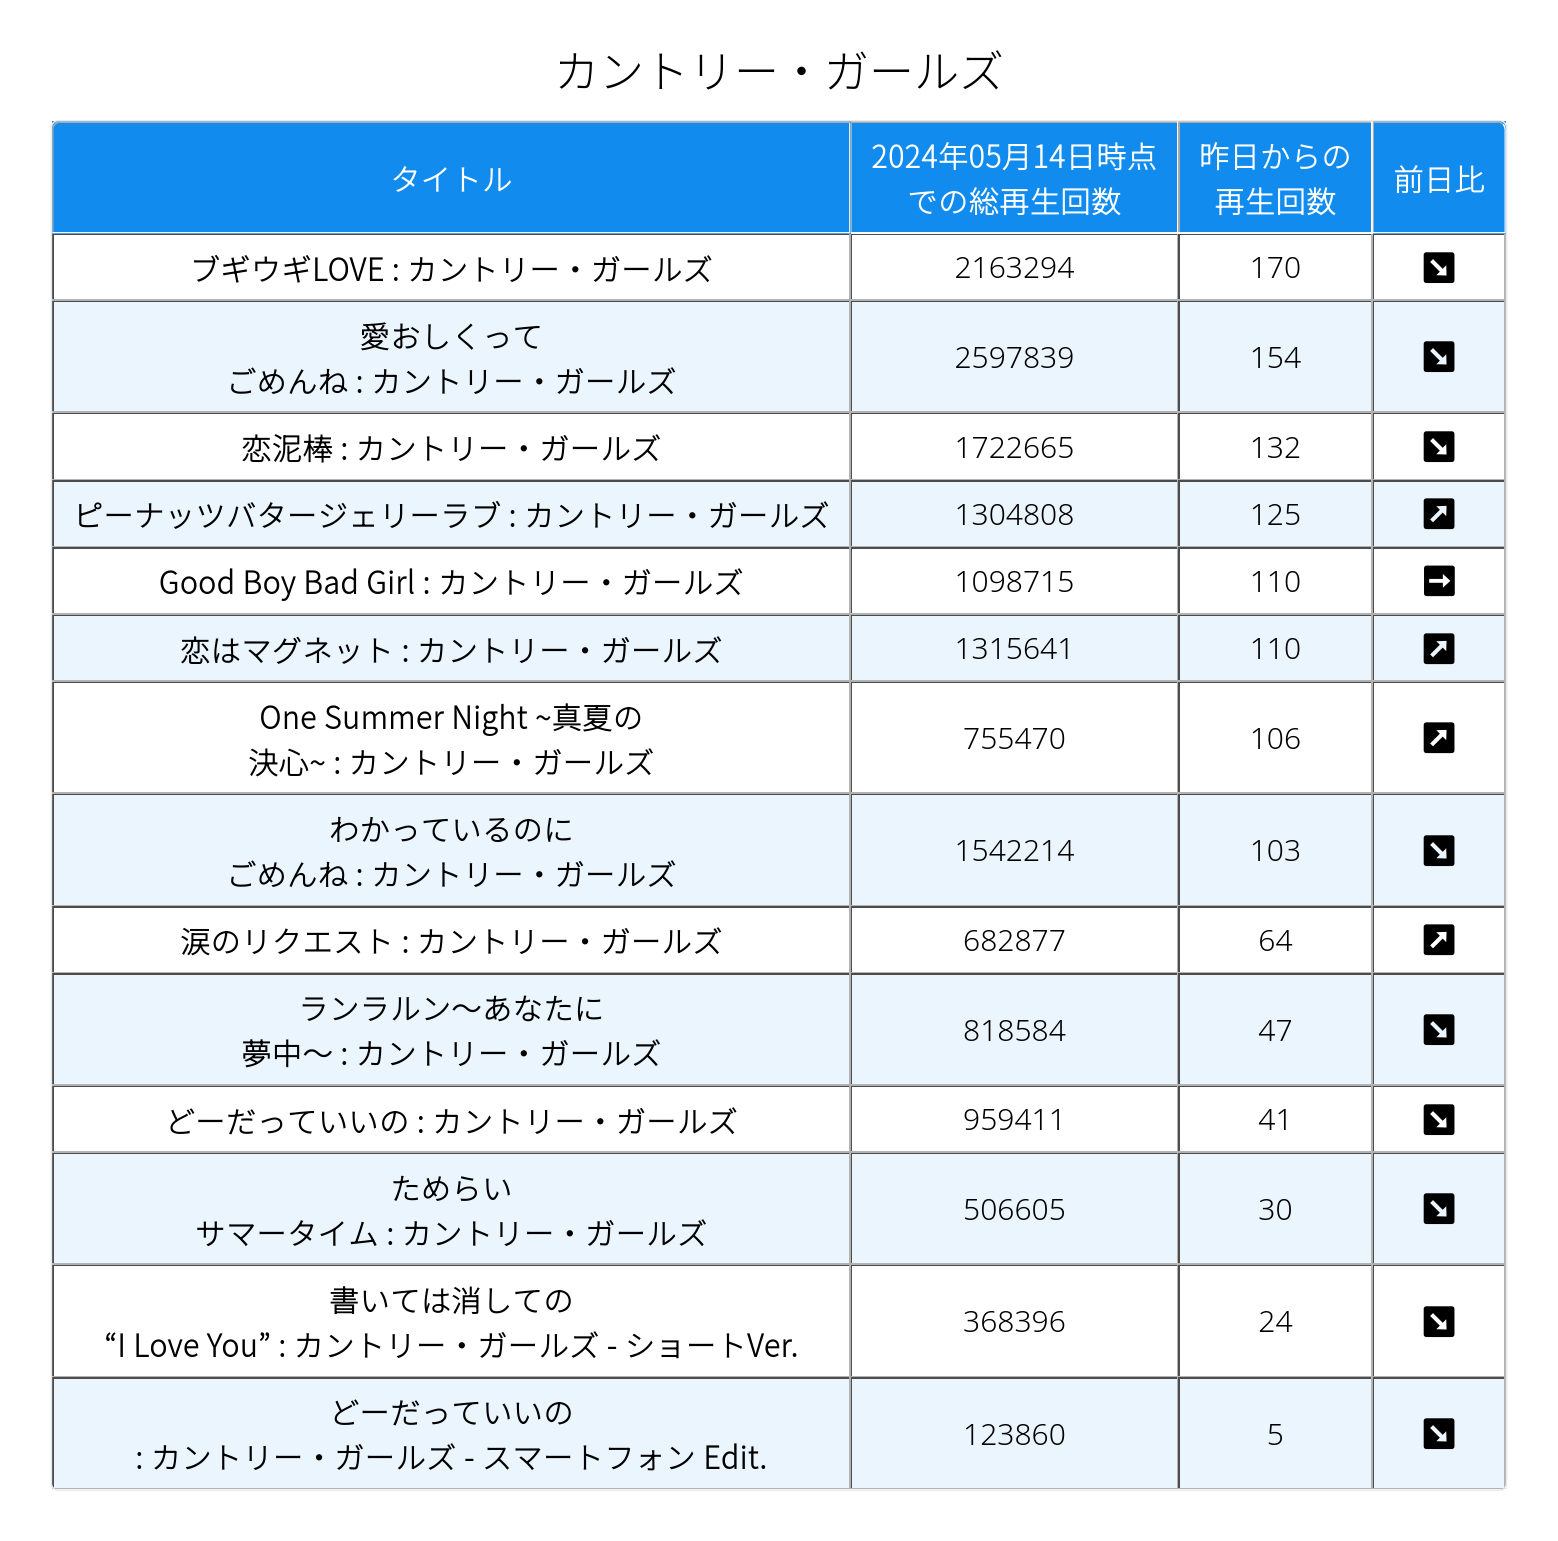 カントリー・ガールズ
タイトル
2024年05月14日時点
での総再生回数
昨日からの
再生回数
前日比
ブギウギLOVE : カントリー・ガールズ
2163294
170
愛おしくって
ごめんね : カントリー・ガールズ
2597839
154
恋泥棒 : カントリー・ガールズ
1722665
132
ピーナッツバタージェリーラブ : カントリー・ガールズ
1304808
125
Good Boy Bad Girl : カントリー・ガールズ
1098715
110
恋はマグネット : カントリー・ガールズ
1315641
110
One Summer Night ~真夏の
決心~ : カントリー・ガールズ
755470
106
わかっているのに
ごめんね : カントリー・ガールズ
1542214
103
涙のリクエスト : カントリー・ガールズ
682877
64
ランラルン〜あなたに
夢中〜 : カントリー・ガールズ
818584
47
どーだっていいの : カントリー・ガールズ
959411
41
ためらい
サマータイム : カントリー・ガールズ
506605
30
書いては消しての
“I Love You” : カントリー・ガールズ - ショートVer.
368396
24
どーだっていいの
: カントリー・ガールズ - スマートフォン Edit.
123860
5